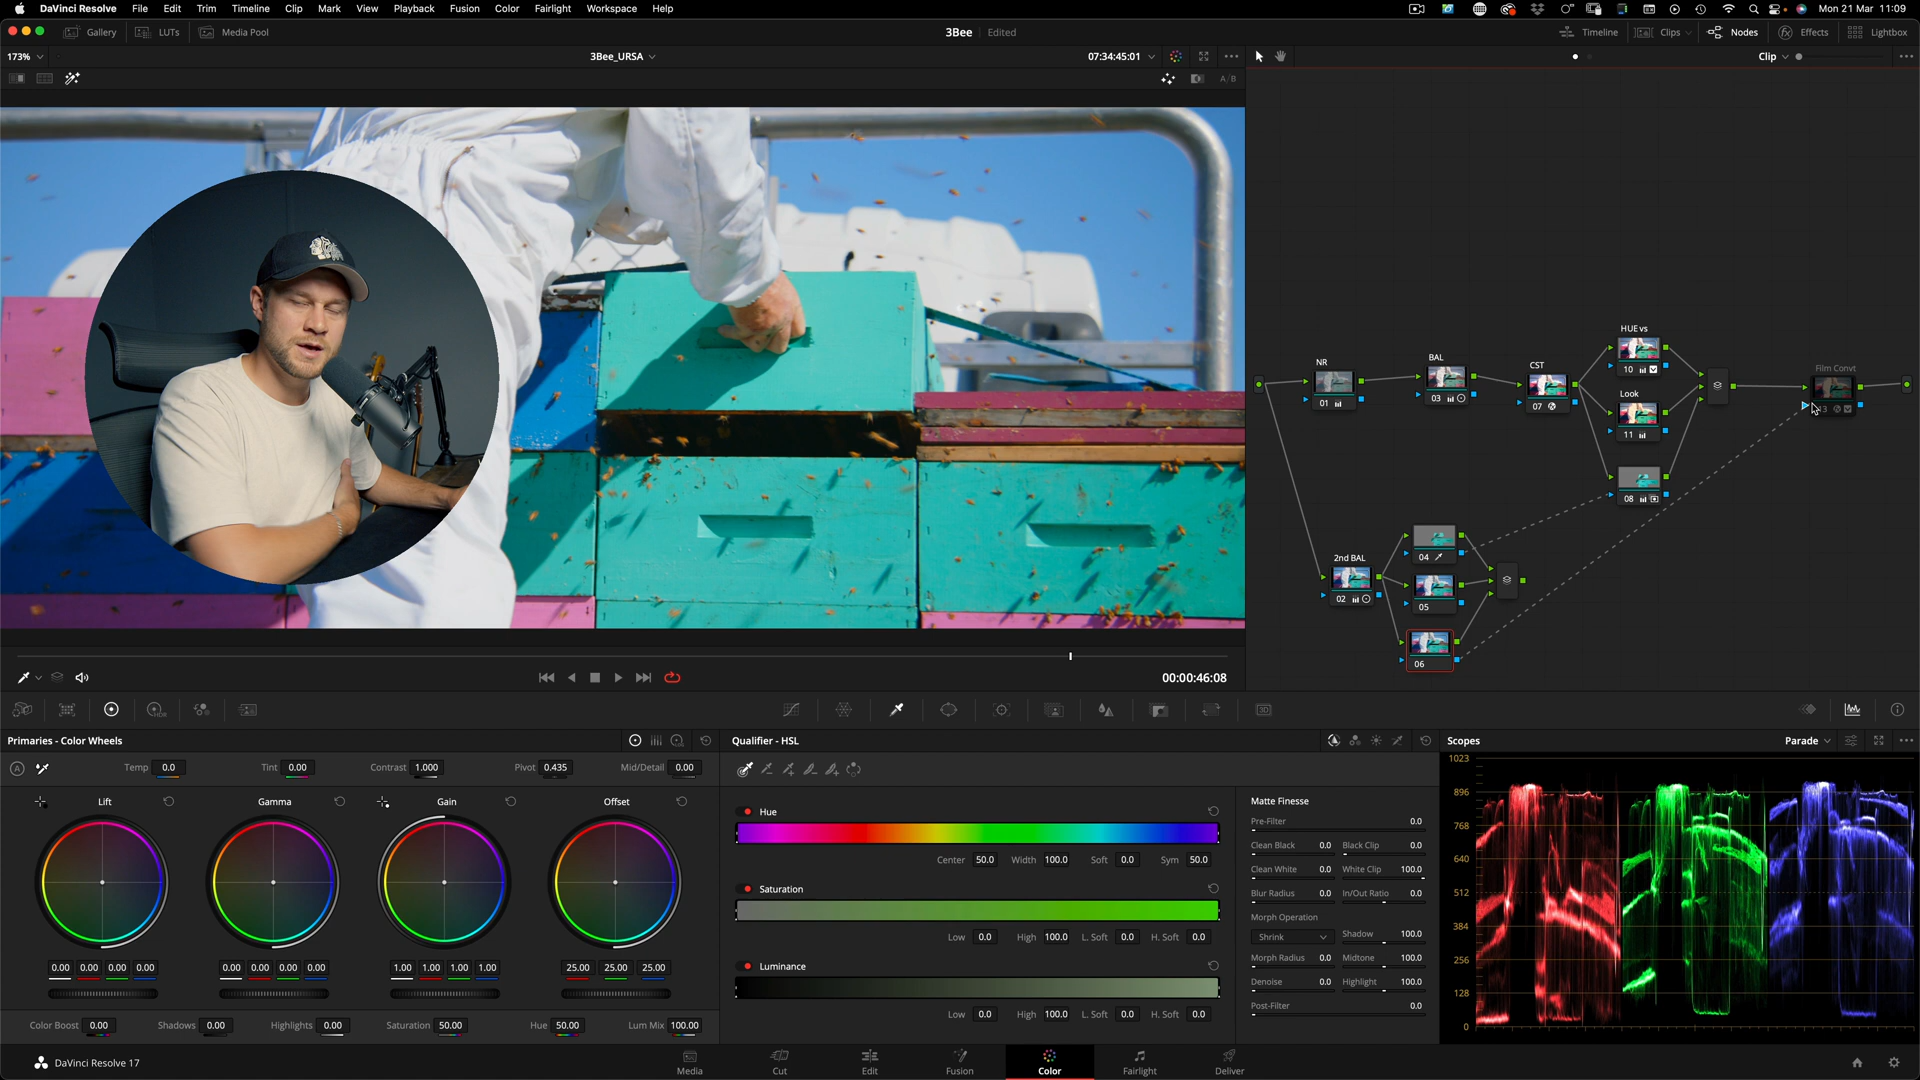 DaVinci Resolve File Edit Trim Timeline Clip Mark View Playback Fusion Color Fairlight Workspace Help Mon 21 Mar 11:09
Gallery LUTs Media Pool 3Bee Edited Timeline Clips Nodes Effects Lightbox
173% 3Bee_URSA 07:34:45:01 Clip
A/B
HUE vs
10
NR
01
BAL
03
CST
07
Look
11
Film Convt
08
04
2nd BAL
02
05
06
00:00:46:08
HDR
3D
Primaries - Color Wheels
Temp 0.0 Tint 0.00 Contrast 1.000 Pivot 0.435 Mid/Detail 0.00
Lift Gamma Gain Offset
0.00 0.00 0.00 0.00 0.00 0.00 0.00 0.00 1.00 1.00 1.00 1.00 25.00 25.00 25.00
Color Boost 0.00 Shadows 0.00 Highlights 0.00 Saturation 50.00 Hue 50.00 Lum Mix 100.00
Qualifier - HSL
Hue
Center 50.0 Width 100.0 Soft 0.0 Sym 50.0
Saturation
Low 0.0 High 100.0 L. Soft 0.0 H. Soft 0.0
Luminance
Low 0.0 High 100.0 L. Soft 0.0 H. Soft 0.0
Matte Finesse
Pre-Filter 0.0
Clean Black 0.0 Black Clip 0.0
Clean White 0.0 White Clip 100.0
Blur Radius 0.0 In/Out Ratio 0.0
Morph Operation
Shrink Shadow 100.0
Morph Radius 0.0 Midtone 100.0
Denoise 0.0 Highlight 100.0
Post-Filter 0.0
Scopes Parade
1023
896
768
640
512
384
256
128
0
DaVinci Resolve 17
Media Cut Edit Fusion Color Fairlight Deliver